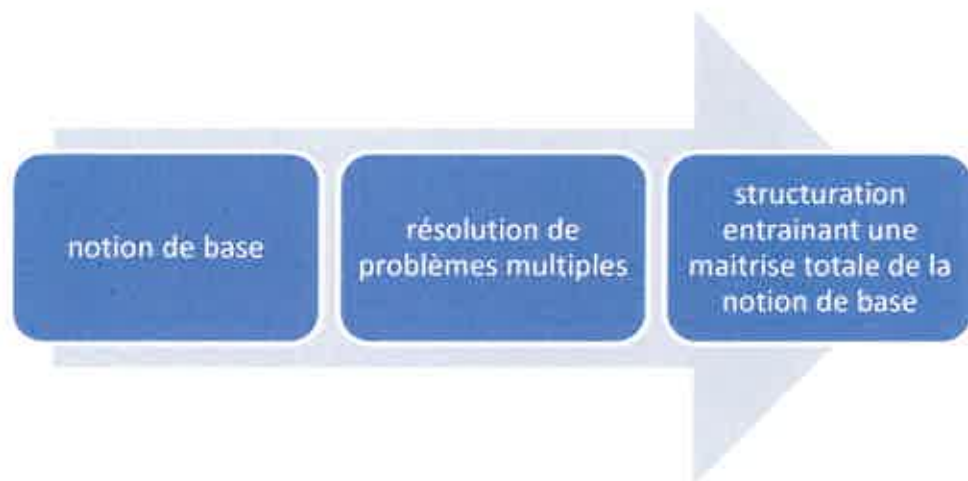 notion de base
résolution de
problèmes multiples
structuration
entrainant une
maitrise totale de la
notion de base